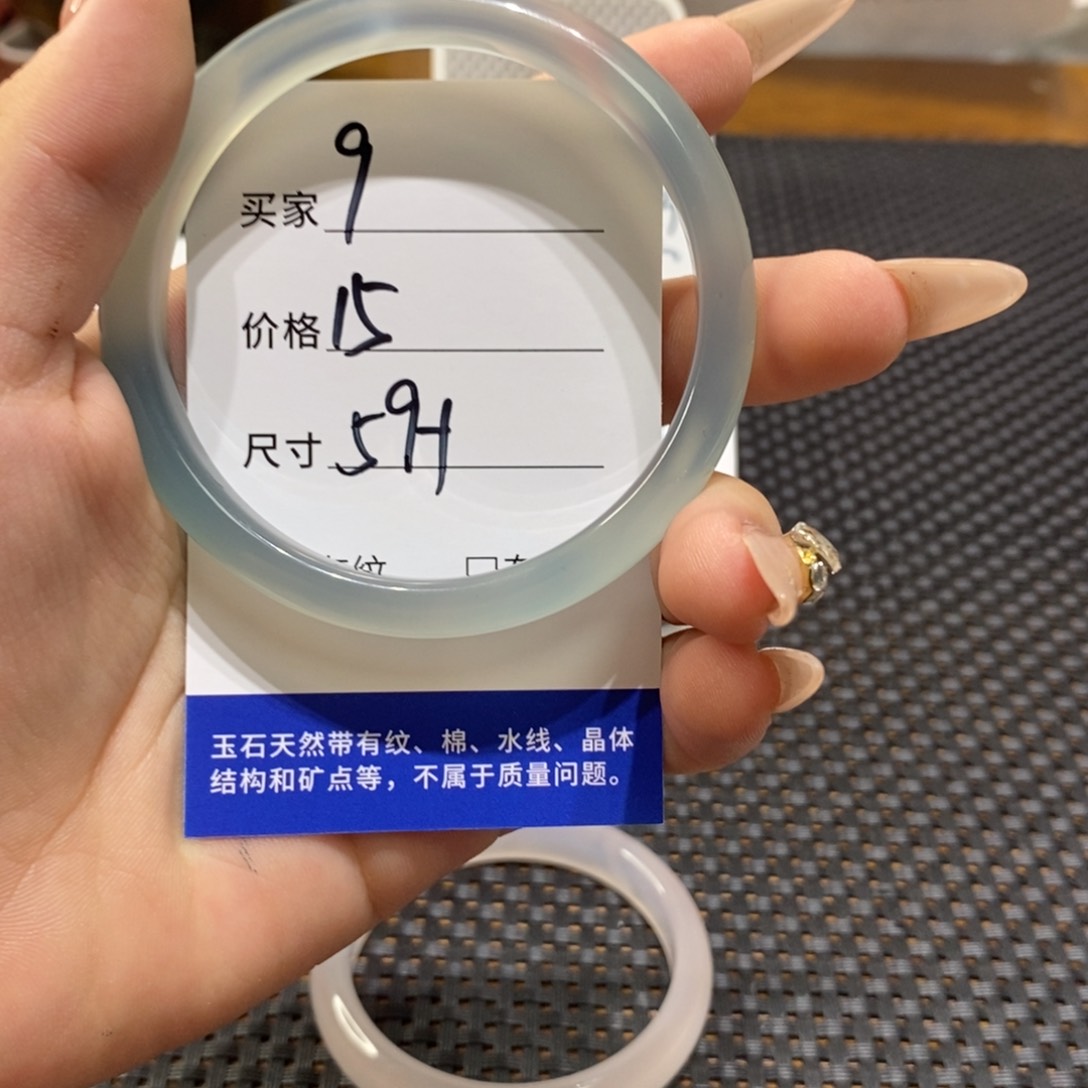 买家 9
价格 15
尺寸 59H
玉石天然带有纹、棉、水线、晶体
结构和矿点等，不属于质量问题。